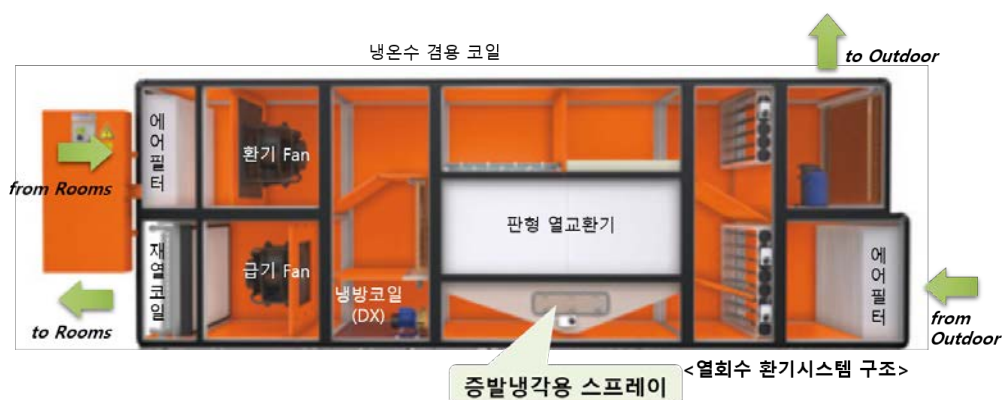 냉온수 겸용 코일
to Outdoor
에어필터
환기 Fan
from Rooms
판형 열교환기
재열코일
급기 Fan
냉방코일
(DX)
에어필터
to Rooms
from
Outdoor
증발냉각용 스프레이
<열회수 환기시스템 구조>